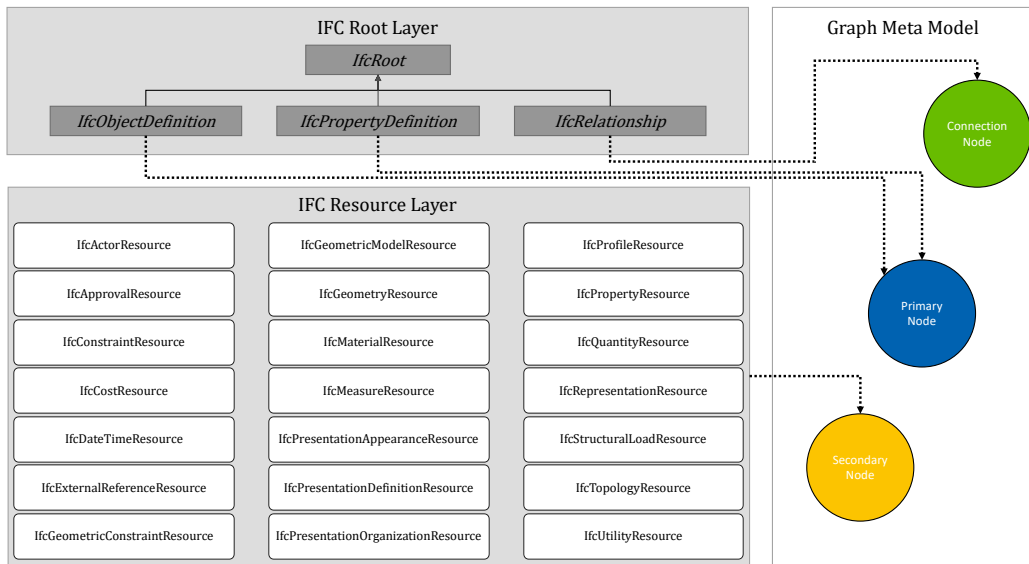 IFC Root Layer
IfcRoot
IfcObjectDefinition
IfcPropertyDefinition
IfcRelationship
IFC Resource Layer
IfcActorResource
IfcApprovalResource
IfcConstraintResource
IfcCostResource
IfcDateTimeResource
IfcExternalReferenceResource
IfcGeometricConstraintResource
IfcGeometricModelResource
IfcGeometryResource
IfcMaterialResource
IfcMeasureResource
IfcPresentationAppearanceResource
IfcPresentationDefinitionResource
IfcPresentationOrganizationResource
IfcProfileResource
IfcPropertyResource
IfcQuantityResource
IfcRepresentationResource
IfcStructuralLoadResource
IfcTopologyResource
IfcUtilityResource
Graph Meta Model
Connection
Node
Primary
Node
Secondary
Node